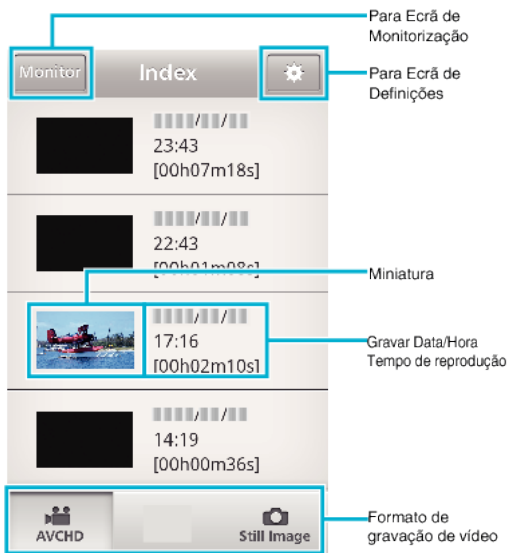 Para Ecrã de
Monitorização
Monitor
Index
Para Ecrã de
Definições
23:43
[00h07m18s]
22:43
[00h01m08s]
Miniatura
17:16
[00h02m10s]
Gravar Data/Hora
Tempo de reprodução
14:19
[00h00m36s]
AVCHD
Still Image
Formato de
gravação de vídeo